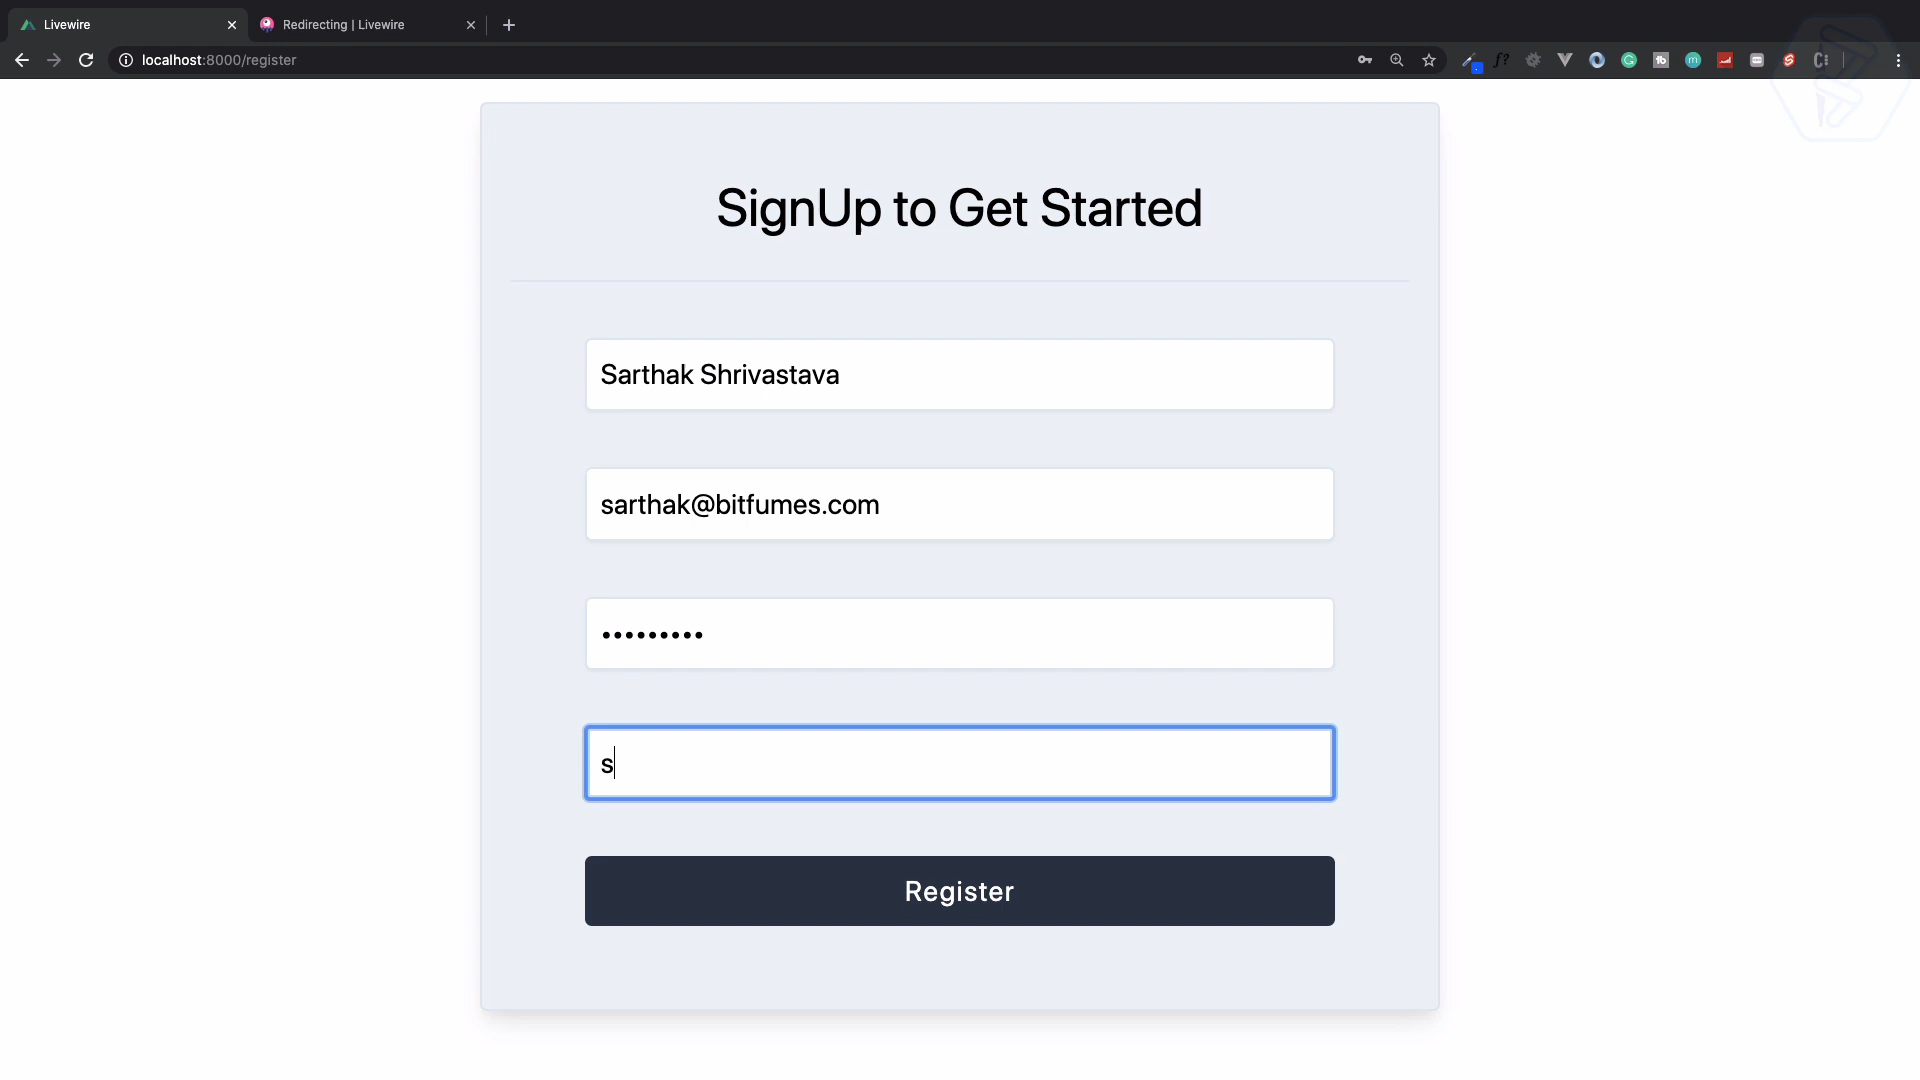 Livewire
Redirecting | Livewire
localhost:8000/register
SignUp to Get Started
Sarthak Shrivastava
sarthak@bitfumes.com
•••••••••
s
Register